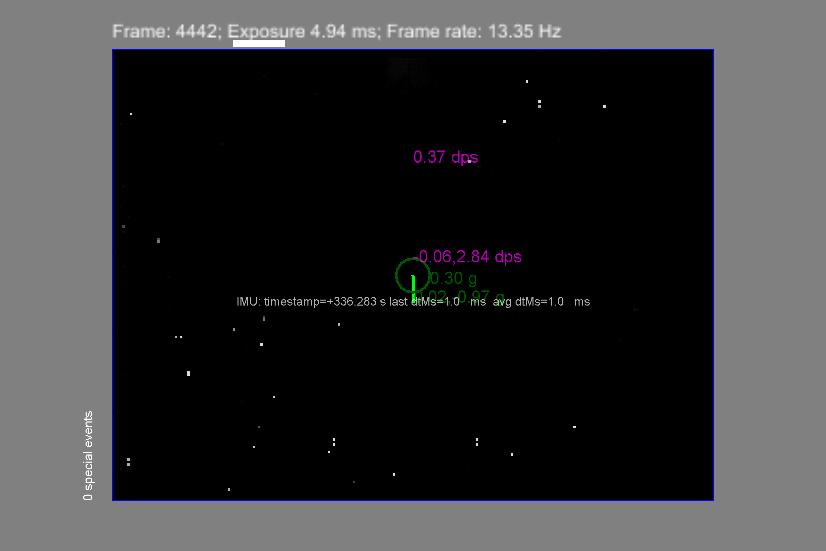 Frame: 4442; Exposure 4.94 ms; Frame rate: 13.35 Hz
0.37 dps
-0.06,2.84 dps
0.30 g
IMU: timestamp=+336.283 s last dtMs=1.0 ms avg dtMs=1.0 ms
0 special events